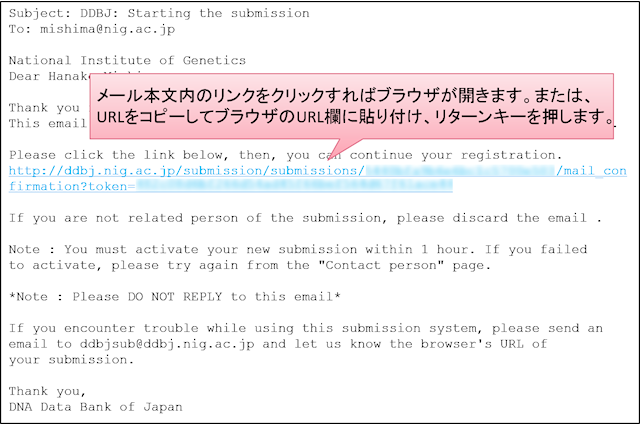 Subject: DDBJ: Starting the submission
To: mishima@nig.ac.jp
National Institute of Genetics
Dear Hanako
メール本文内のリンクをクリックすればブラウザが開きます。または、
URLをコピーしてブラウザのURL欄に貼り付け、リターンキーを押します。
Thank you
This email
Please click the link below, then, you can continue your registration.
http://ddbj.nig.ac.jp/submission/submissions/ /mail_con
firmation?token=
If you are not related person of the submission, please discard the email .
Note : You must activate your new submission within 1 hour. If you failed
to activate, please try again from the "Contact person" page.
*Note : Please DO NOT REPLY to this email*
If you encounter trouble while using this submission system, please send an
email to ddbjsub@ddbj.nig.ac.jp and let us know the browser's URL of
your submission.
Thank you,
DNA Data Bank of Japan